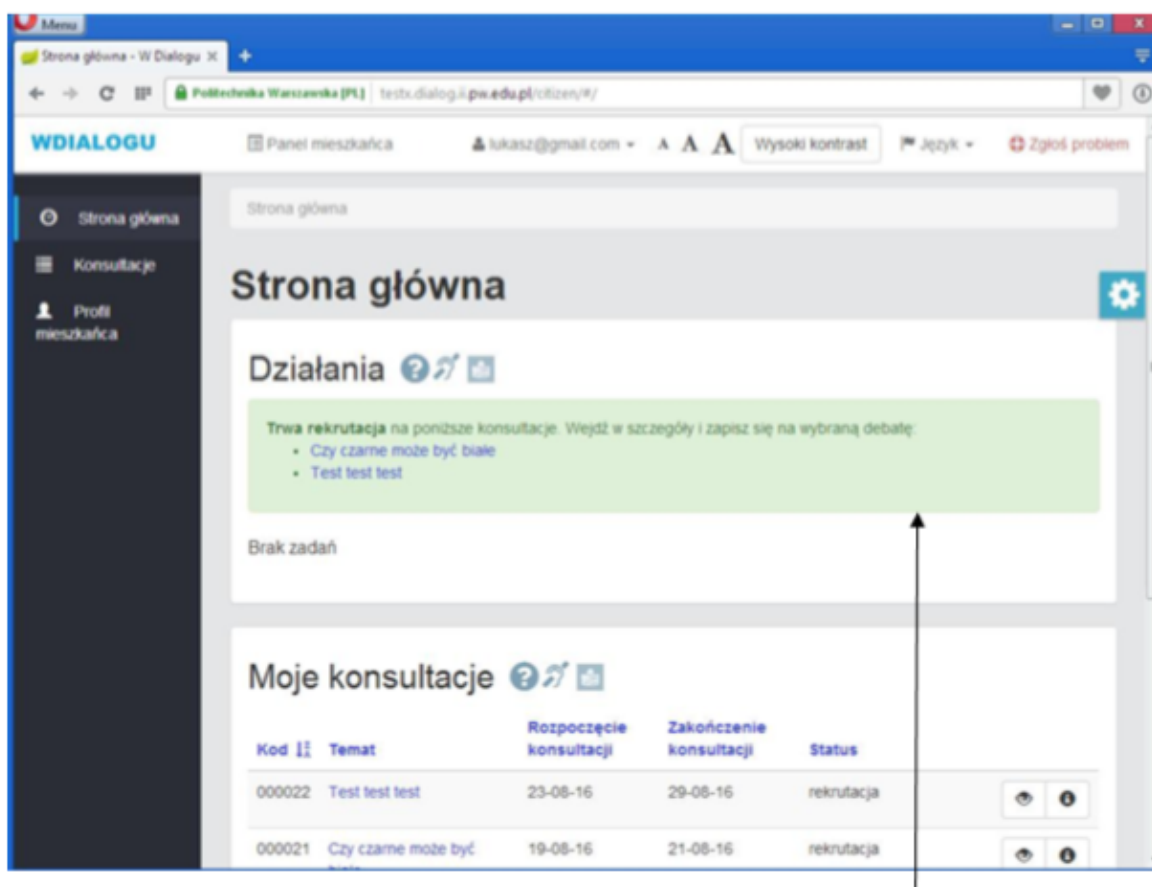 Menu
Strona główna - W Dialogu
Politechnika Warszawska [PL] testx.dialog.ii.pw.edu.pl/citizen/#/
WDIALOGU Panel mieszkańca lukasz@gmail.com A A A Wysoki kontrast Język Zgłoś problem
Strona główna
Konsultacje
Profil
mieszkańca
Strona główna
Strona główna
Działania
Trwa rekrutacja na poniższe konsultacje. Wejdź w szczegóły i zapisz się na wybraną debatę:
Czy czarne może być białe
Test test test
Brak zadań
Moje konsultacje
Kod Temat Rozpoczęcie konsultacji Zakończenie konsultacji Status
000022 Test test test 23-08-16 29-08-16 rekrutacja
000021 Czy czarne może być 19-08-16 21-08-16 rekrutacja